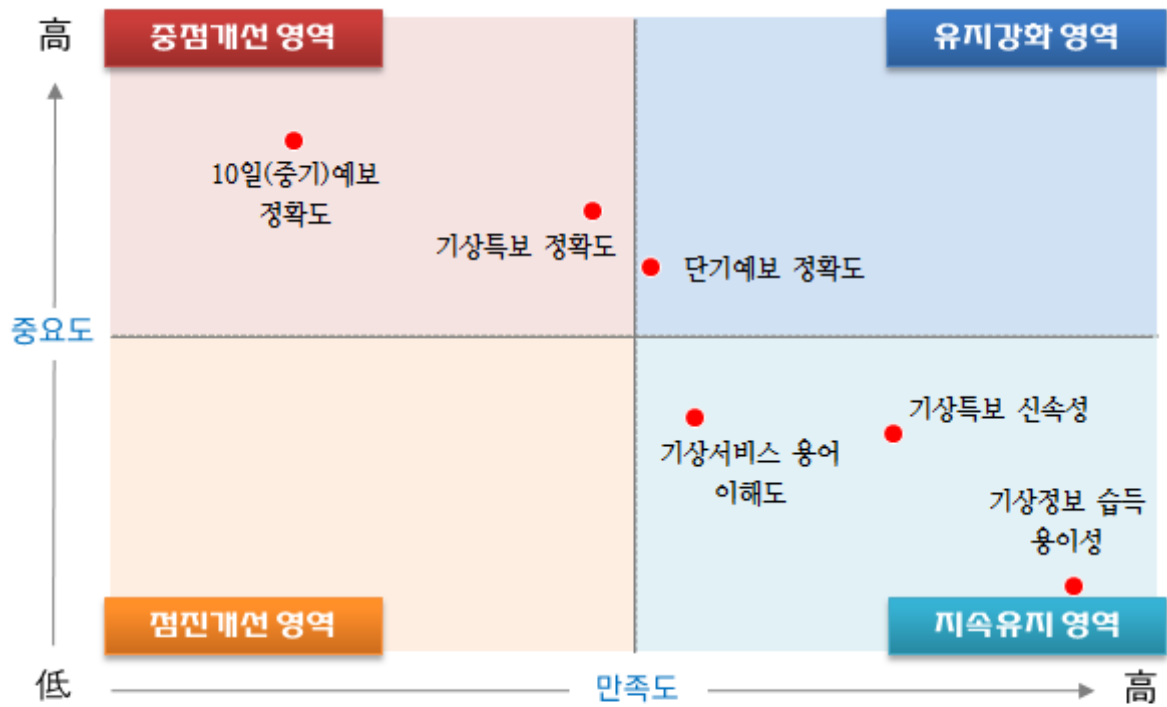 高
중점개선 영역
유지강화 영역
10일(중기)예보
정확도
기상특보 정확도
단기예보 정확도
중요도
기상특보 신속성
기상서비스 용어
이해도
기상정보 습득
용이성
점진개선 영역
지속유지 영역
低
만족도
高